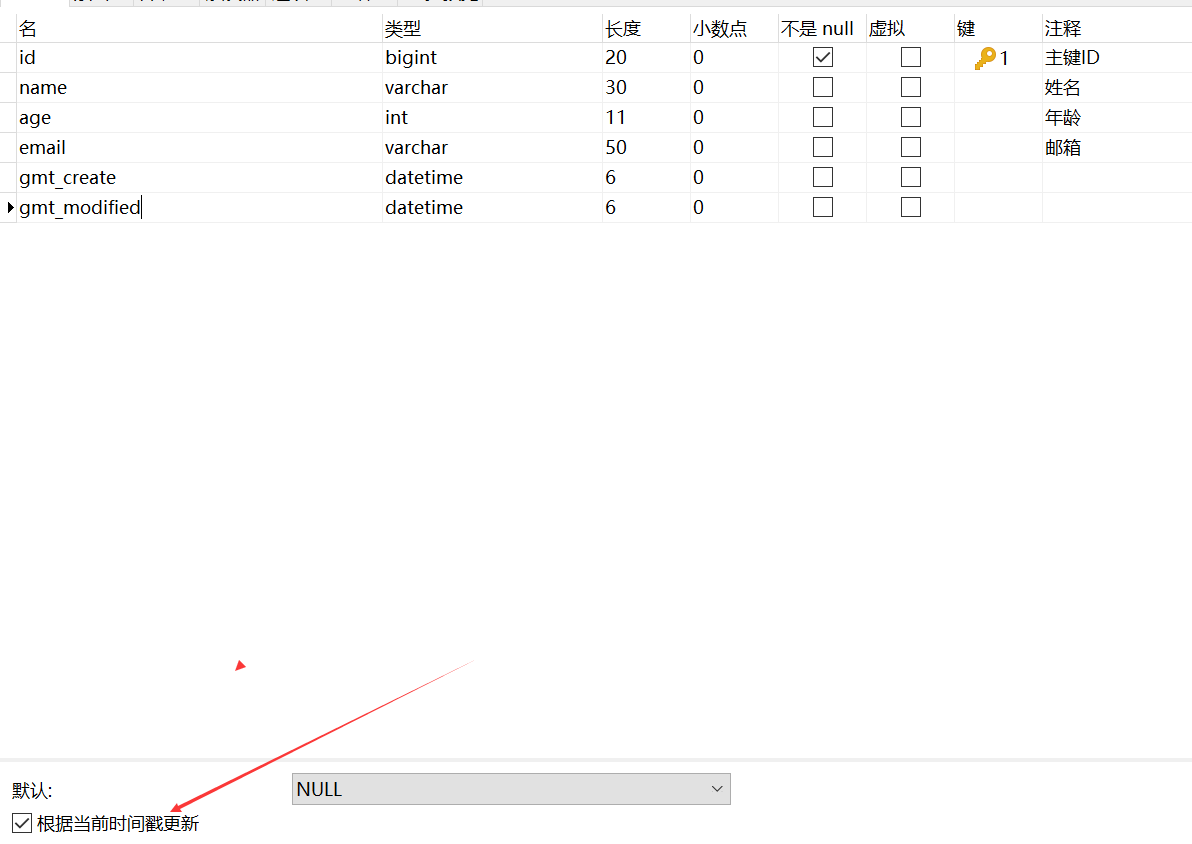 名 类型 长度 小数点 不是 null 虚拟 键 注释
id bigint 20 0 1 主键ID
name varchar 30 0 姓名
age int 11 0 年龄
email varchar 50 0 邮箱
gmt_create datetime 6 0
gmt_modified datetime 6 0
默认: NULL
根据当前时间戳更新